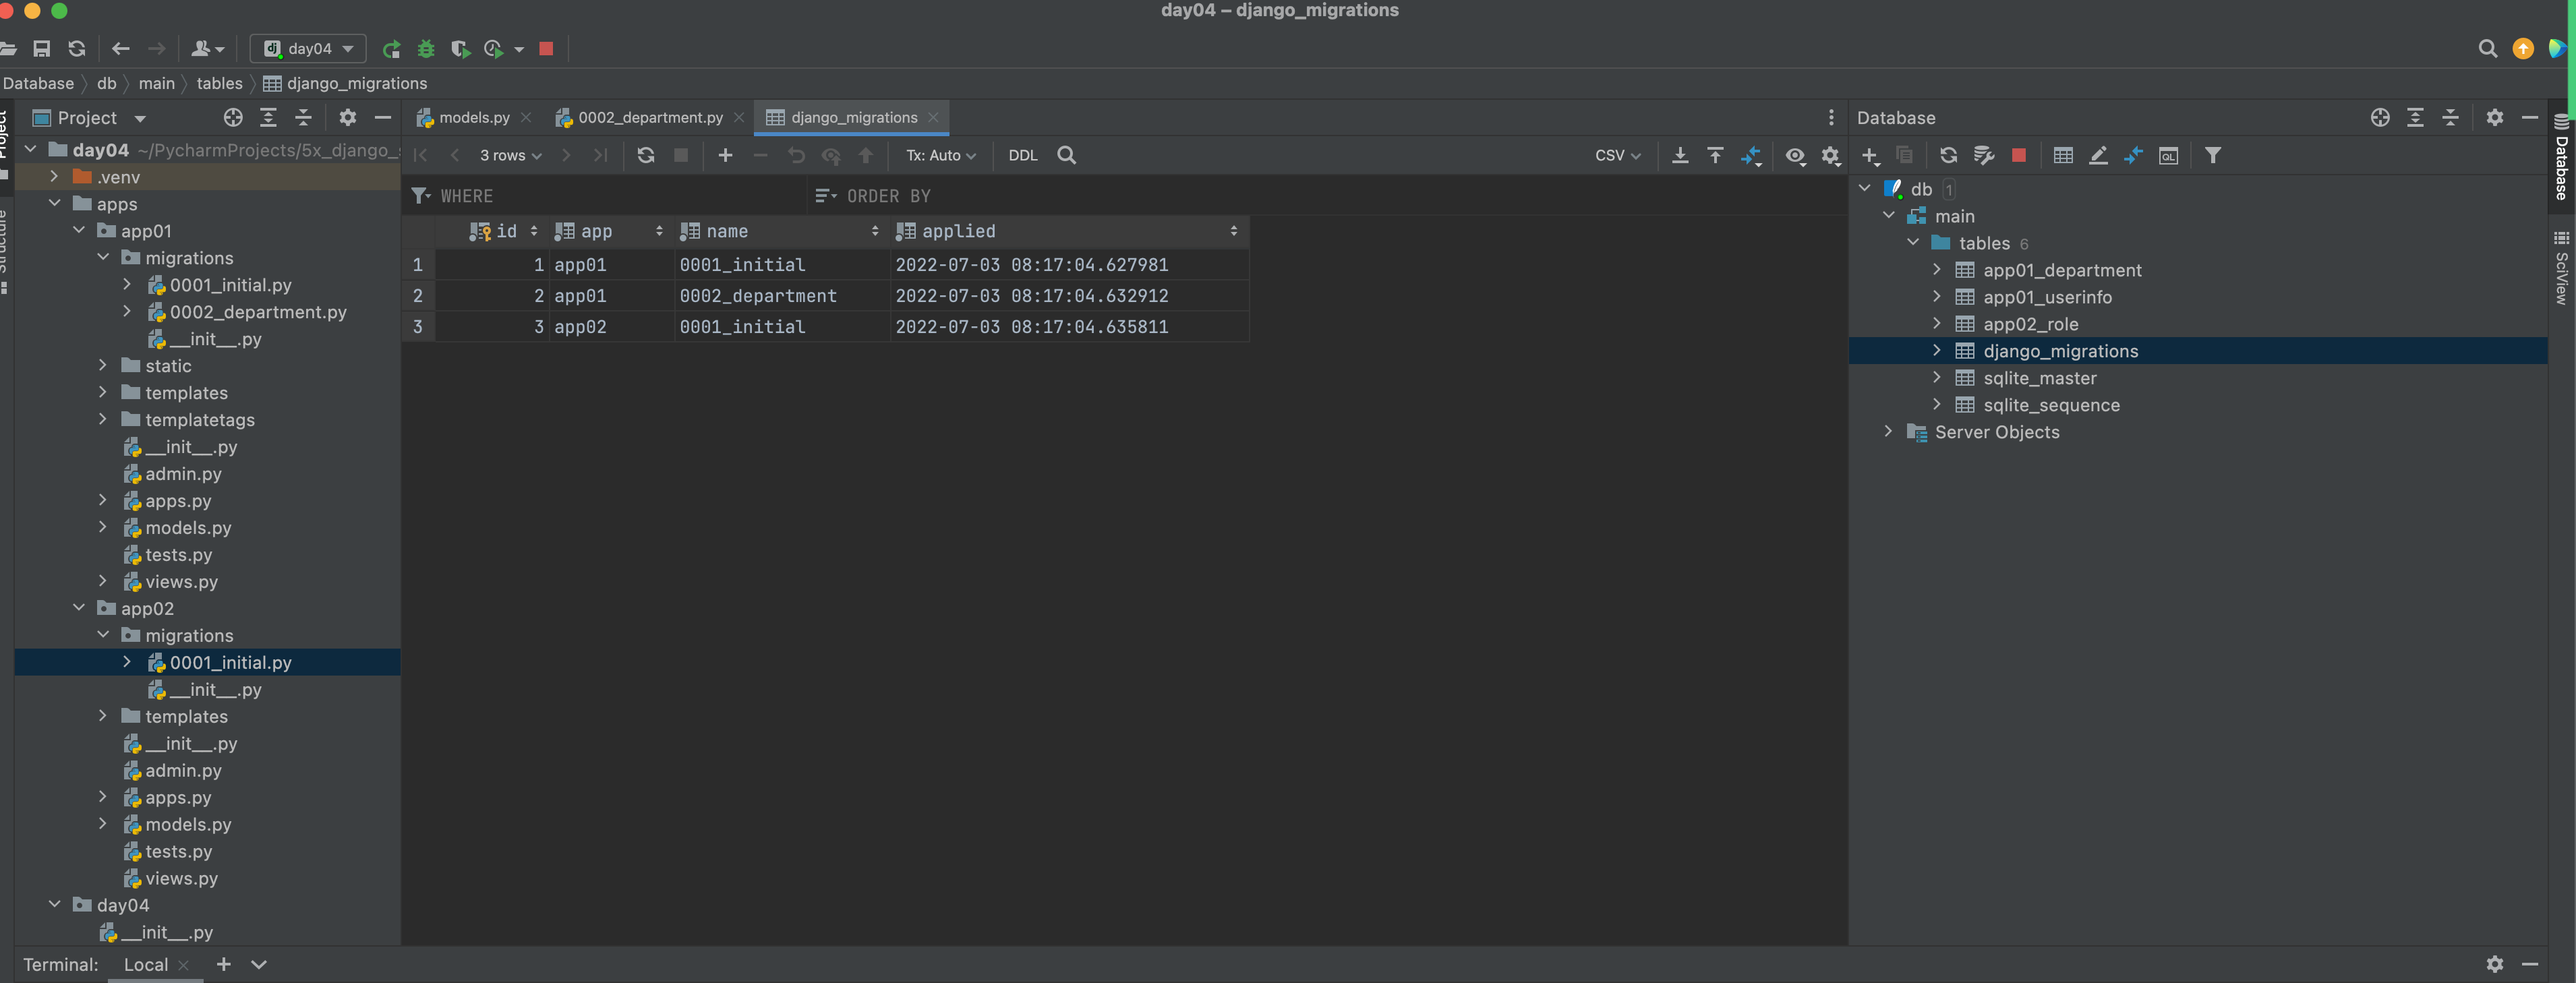 day04 – django_migrations
day04
Database db main tables django_migrations
Project
Project
models.py 0002_department.py django_migrations
Database
Database
day04 ~/PycharmProjects/5x_django_
3 rows Tx: Auto DDL CSV
.venv
WHERE ORDER BY
db 1
apps
Structure
main
app01
id app name applied
tables 6
SciView
migrations
1 1 app01 0001_initial 2022-07-03 08:17:04.627981
app01_department
0001_initial.py
2 2 app01 0002_department 2022-07-03 08:17:04.632912
app01_userinfo
0002_department.py
3 3 app02 0001_initial 2022-07-03 08:17:04.635811
app02_role
__init__.py
django_migrations
static
sqlite_master
templates
sqlite_sequence
templatetags
Server Objects
__init__.py
admin.py
apps.py
models.py
tests.py
views.py
app02
migrations
0001_initial.py
__init__.py
templates
__init__.py
admin.py
apps.py
models.py
tests.py
views.py
day04
__init__.py
Terminal: Local